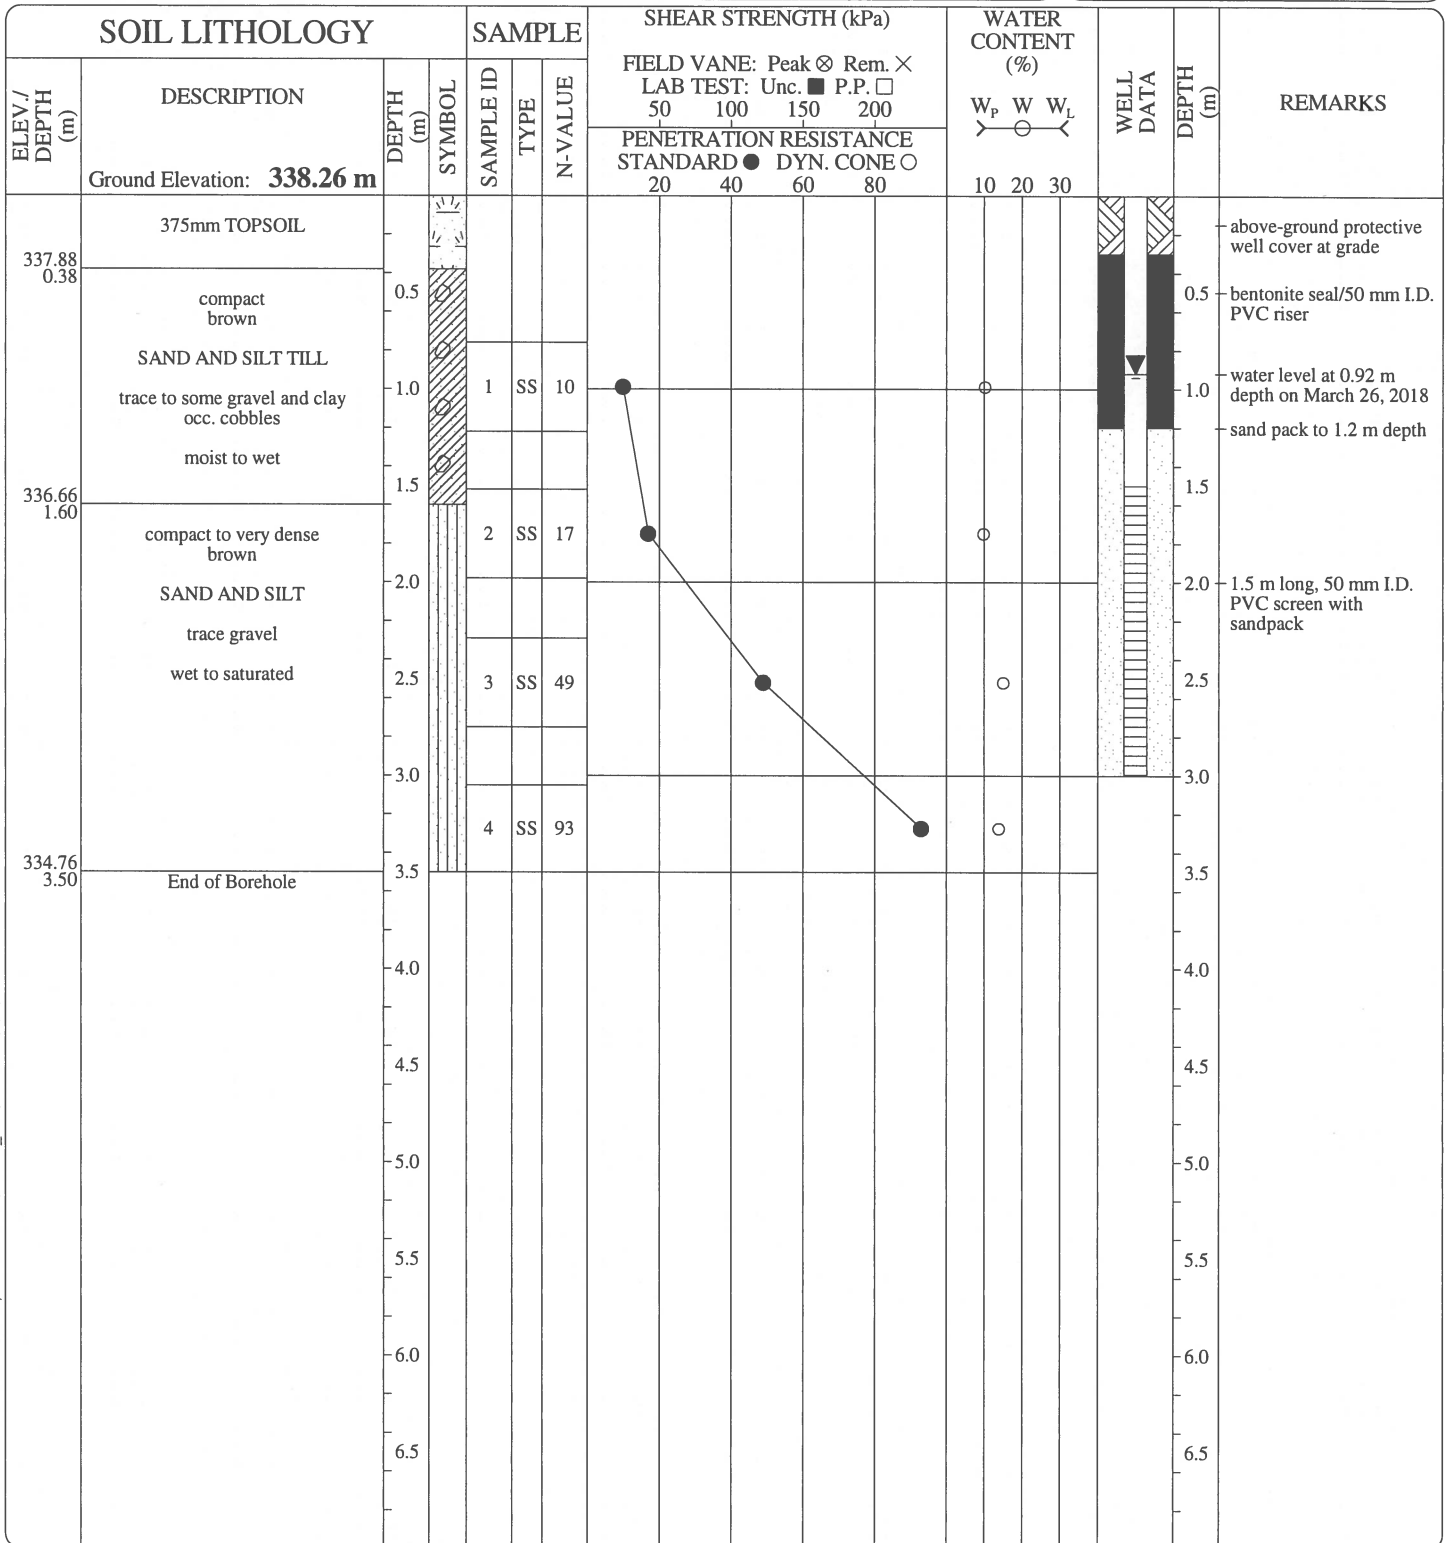 SOIL LITHOLOGY
SAMPLE
SHEAR STRENGTH (kPa)
FIELD VANE: Peak ⊗ Rem. ×
LAB TEST: Unc. ■ P.P. □
50 100 150 200
PENETRATION RESISTANCE
STANDARD ● DYN. CONE ○
20 40 60 80
WATER
CONTENT
(%)
W_P W W_L
10 20 30
ELEV./
DEPTH
(m)
DESCRIPTION
Ground Elevation: 338.26 m
DEPTH
(m)
SYMBOL
SAMPLE ID
TYPE
N-VALUE
WELL
DATA
DEPTH
(m)
REMARKS
375mm TOPSOIL
337.88
0.38
compact
brown
SAND AND SILT TILL
trace to some gravel and clay
occ. cobbles
moist to wet
336.66
1.60
compact to very dense
brown
SAND AND SILT
trace gravel
wet to saturated
334.76
3.50
End of Borehole
0.5
1.0
1.5
2.0
2.5
3.0
3.5
4.0
4.5
5.0
5.5
6.0
6.5
1 SS 10
2 SS 17
3 SS 49
4 SS 93
0.5
1.0
1.5
2.0
2.5
3.0
3.5
4.0
4.5
5.0
5.5
6.0
6.5
above-ground protective
well cover at grade
bentonite seal/50 mm I.D.
PVC riser
water level at 0.92 m
depth on March 26, 2018
sand pack to 1.2 m depth
1.5 m long, 50 mm I.D.
PVC screen with
sandpack